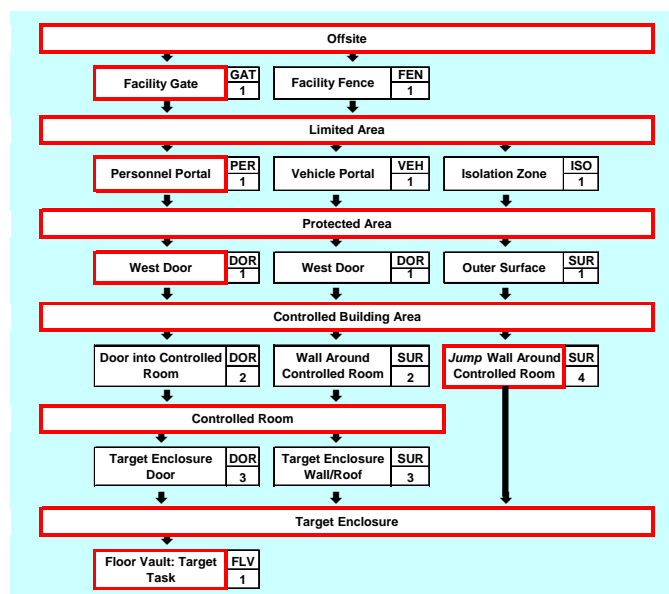 Offsite
Facility Gate GAT 1 Facility Fence FEN 1
Limited Area
Personnel Portal PER 1 Vehicle Portal VEH 1 Isolation Zone ISO 1
Protected Area
West Door DOR 1 West Door DOR 1 Outer Surface SUR 1
Controlled Building Area
Door into Controlled Room DOR 2 Wall Around Controlled Room SUR 2 Jump Wall Around Controlled Room SUR 4
Controlled Room
Target Enclosure Door DOR 3 Target Enclosure Wall/Roof SUR 3
Target Enclosure
Floor Vault: Target Task FLV 1